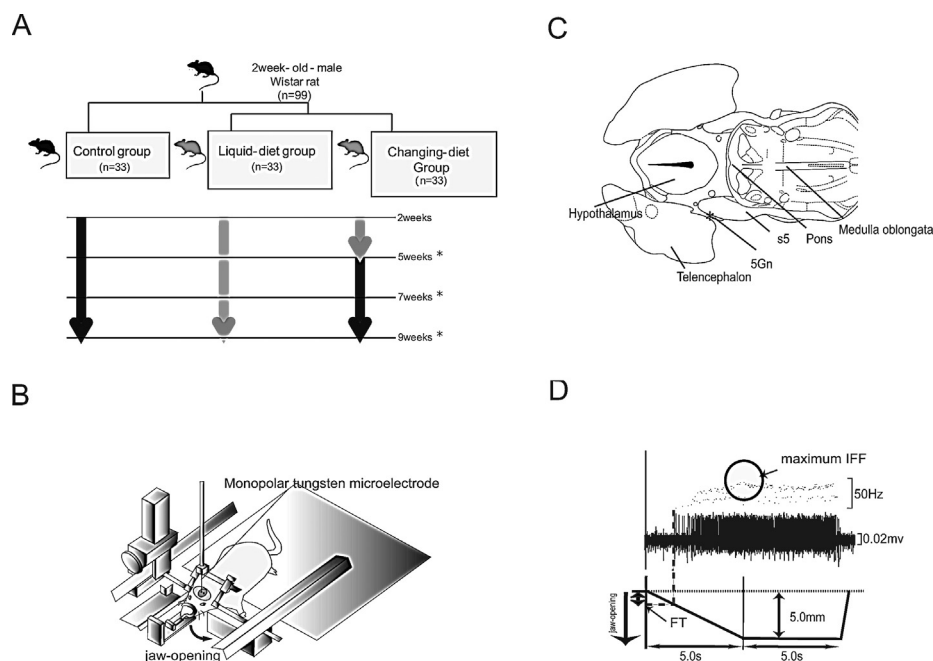 A
2week- old - male
Wistar rat
(n=99)
Control group
(n=33)
Liquid-diet group
(n=33)
Changing-diet
Group
(n=33)
2weeks
5weeks *
7weeks *
9weeks *
B
Monopolar tungsten microelectrode
jaw-opening
C
Hypothalamus
*
s5
Pons
Medulla oblongata
5Gn
Telencephalon
D
maximum IFF
50Hz
0.02mv
jaw-opening
FT
5.0mm
5.0s
5.0s